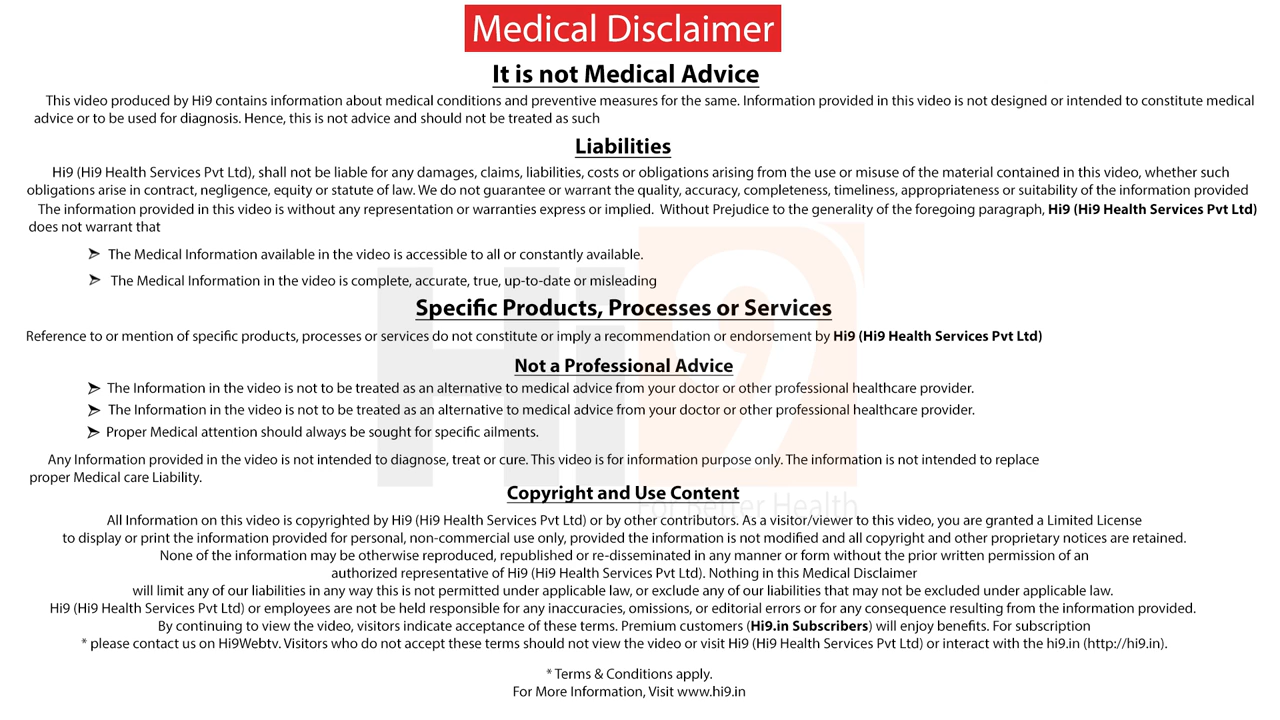 Medical Disclaimer
It is not Medical Advice
This video produced by Hi9 contains information about medical conditions and preventive measures for the same. Information provided in this video is not designed or intended to constitute medical
advice or to be used for diagnosis. Hence, this is not advice and should not be treated as such
Liabilities
Hi9 (Hi9 Health Services Pvt Ltd), shall not be liable for any damages, claims, liabilities, costs or obligations arising from the use or misuse of the material contained in this video, whether such
obligations arise in contract, negligence, equity or statute of law. We do not guarantee or warrant the quality, accuracy, completeness, timeliness, appropriateness or suitability of the information provided
The information provided in this video is without any representation or warranties express or implied. Without Prejudice to the generality of the foregoing paragraph, Hi9 (Hi9 Health Services Pvt Ltd)
does not warrant that
➢ The Medical Information available in the video is accessible to all or constantly available.
➢ The Medical Information in the video is complete, accurate, true, up-to-date or misleading
Specific Products, Processes or Services
Reference to or mention of specific products, processes or services do not constitute or imply a recommendation or endorsement by Hi9 (Hi9 Health Services Pvt Ltd)
Not a Professional Advice
➢ The Information in the video is not to be treated as an alternative to medical advice from your doctor or other professional healthcare provider.
➢ The Information in the video is not to be treated as an alternative to medical advice from your doctor or other professional healthcare provider.
➢ Proper Medical attention should always be sought for specific ailments.
Any Information provided in the video is not intended to diagnose, treat or cure. This video is for information purpose only. The information is not intended to replace
proper Medical care Liability.
Hi9
For Better Health
Copyright and Use Content
All Information on this video is copyrighted by Hi9 (Hi9 Health Services Pvt Ltd) or by other contributors. As a visitor/viewer to this video, you are granted a Limited License
to display or print the information provided for personal, non-commercial use only, provided the information is not modified and all copyright and other proprietary notices are retained.
None of the information may be otherwise reproduced, republished or re-disseminated in any manner or form without the prior written permission of an
authorized representative of Hi9 (Hi9 Health Services Pvt Ltd). Nothing in this Medical Disclaimer
will limit any of our liabilities in any way this is not permitted under applicable law, or exclude any of our liabilities that may not be excluded under applicable law.
Hi9 (Hi9 Health Services Pvt Ltd) or employees are not be held responsible for any inaccuracies, omissions, or editorial errors or for any consequence resulting from the information provided.
By continuing to view the video, visitors indicate acceptance of these terms. Premium customers (Hi9.in Subscribers) will enjoy benefits. For subscription
* please contact us on Hi9Webtv. Visitors who do not accept these terms should not view the video or visit Hi9 (Hi9 Health Services Pvt Ltd) or interact with the hi9.in (http://hi9.in).
* Terms & Conditions apply.
For More Information, Visit www.hi9.in